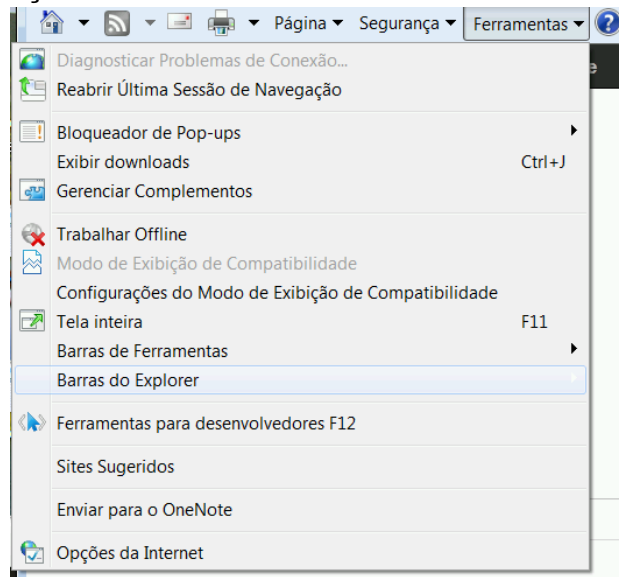 Página Segurança Ferramentas
Diagnosticar Problemas de Conexão...
Reabrir Última Sessão de Navegação
Bloqueador de Pop-ups
Exibir downloads Ctrl+J
Gerenciar Complementos
Trabalhar Offline
Modo de Exibição de Compatibilidade
Configurações do Modo de Exibição de Compatibilidade
Tela inteira F11
Barras de Ferramentas
Barras do Explorer
Ferramentas para desenvolvedores F12
Sites Sugeridos
Enviar para o OneNote
Opções da Internet